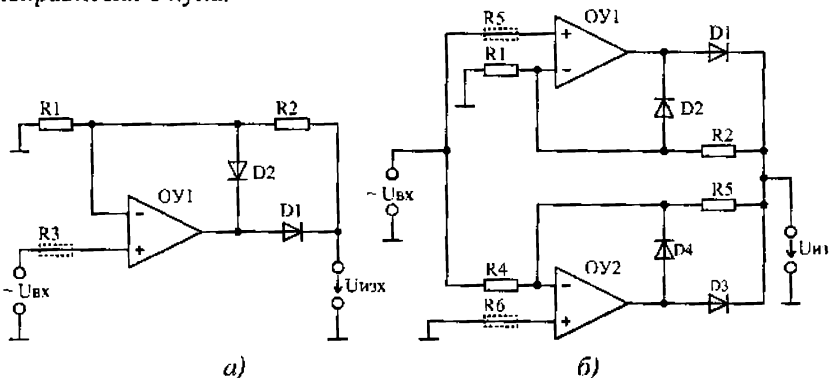 R1
R2
D2
ОУ1
D1
R3
~ Uвх
Uизх
−
+
а)
R5
ОУ1
D1
R1
+
−
D2
R2
~ Uвх
R5
Uиз
D4
R4
ОУ2
D3
R6
−
+
б)